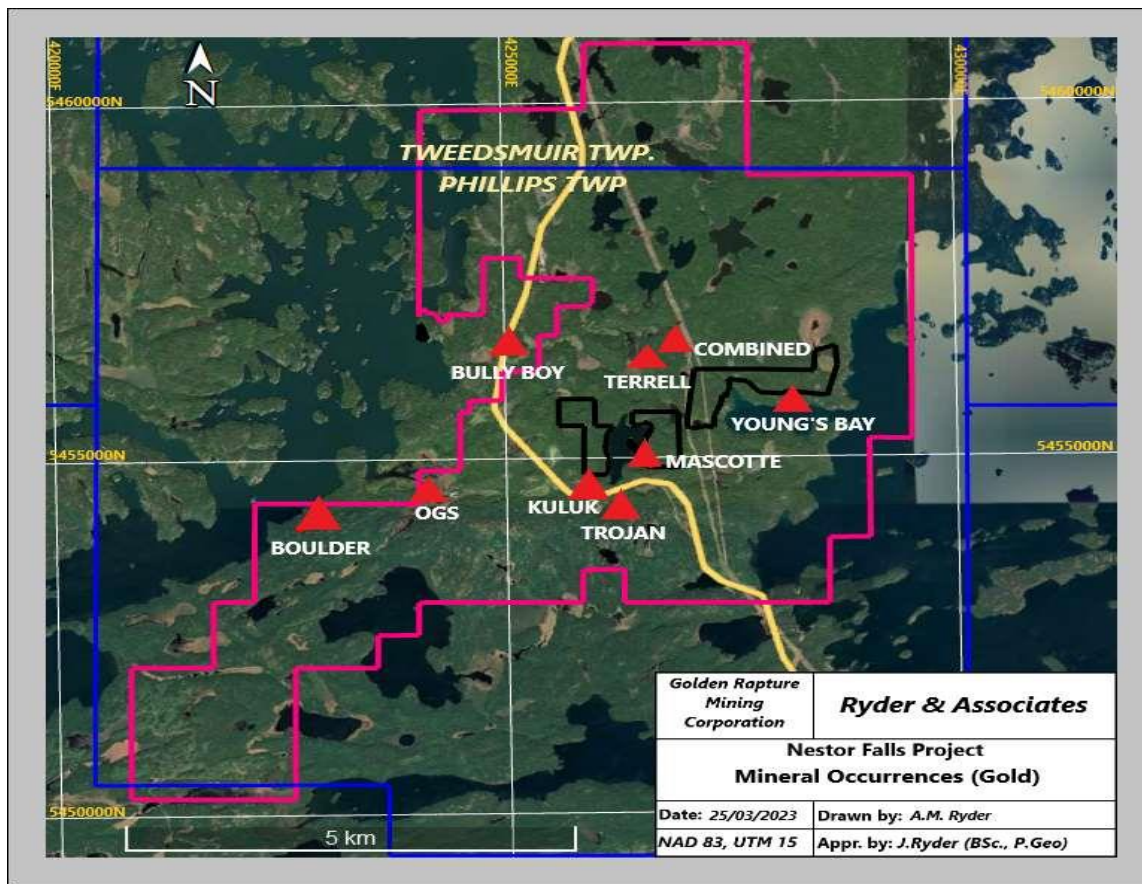 420000E
425000E
430000E
N
5460000N
5460000N
TWEEDSMUIR TWP.
PHILLIPS TWP
BULLY BOY
COMBINED
TERRELL
YOUNG'S BAY
5455000N
MASCOTTE
5455000N
OGS
KULUK
TROJAN
BOULDER
5450000N
5 km
Golden Rapture
Mining
Corporation
Ryder & Associates
Nestor Falls Project
Mineral Occurrences (Gold)
Date: 25/03/2023
Drawn by: A.M. Ryder
NAD 83, UTM 15
Appr. by: J.Ryder (BSc., P.Geo)